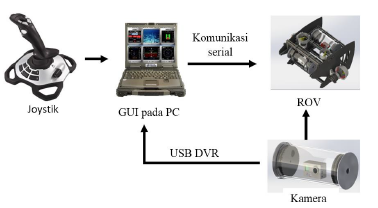 Komunikasi
serial
Joystik
GUI pada PC
ROV
USB DVR
Kamera